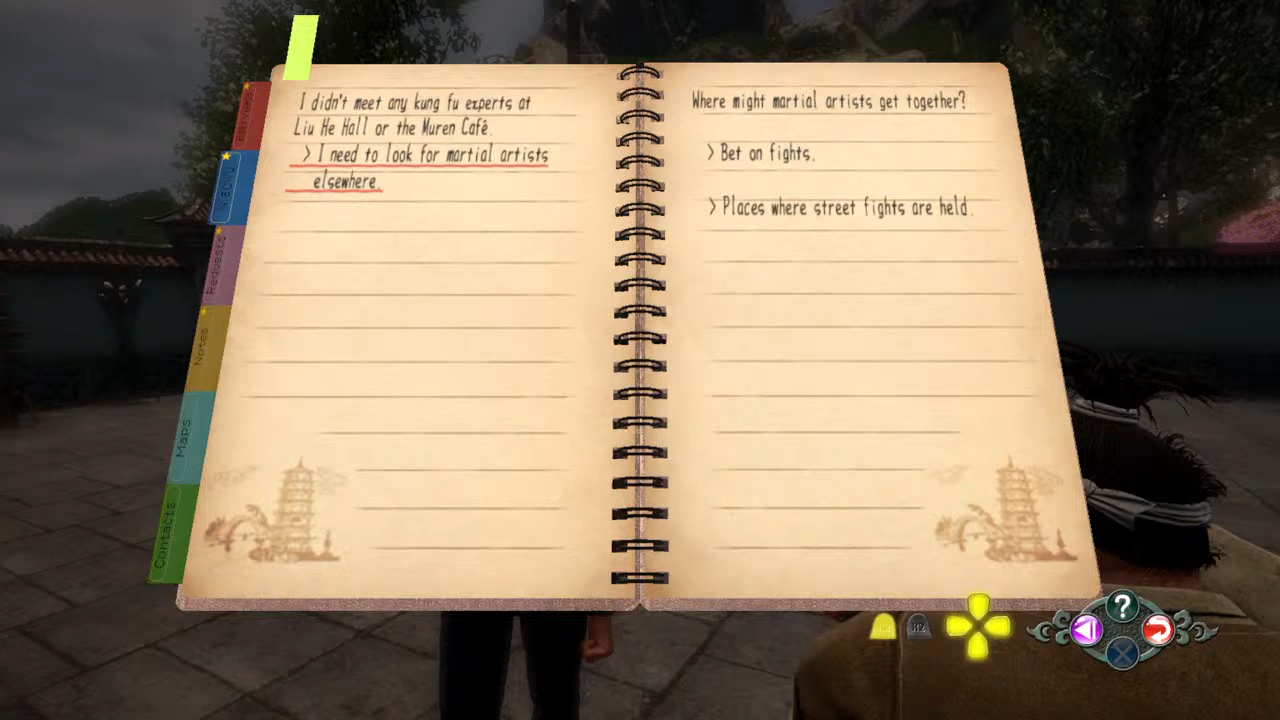 I didn't meet any kung fu experts at
Liu He Hall or the Muren Café.
> I need to look for martial artists
elsewhere.
Where might martial artists get together?
> Bet on fights.
> Places where street fights are held.
Requests
Notes
Maps
Contacts
R2
?